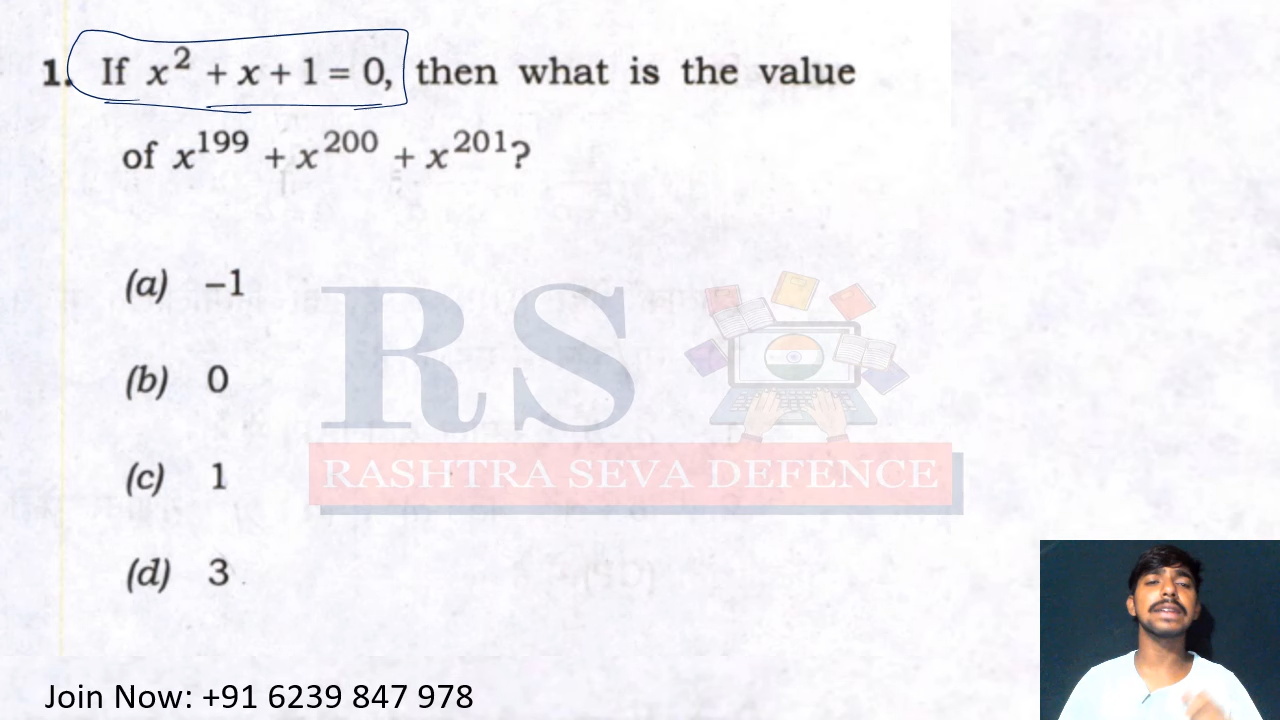 1. If x² + x + 1 = 0, then what is the value
of x¹⁹⁹ + x²⁰⁰ + x²⁰¹?
(a) −1
(b) 0
(c) 1
(d) 3
RS
RASHTRA SEVA DEFENCE
Join Now: +91 6239 847 978